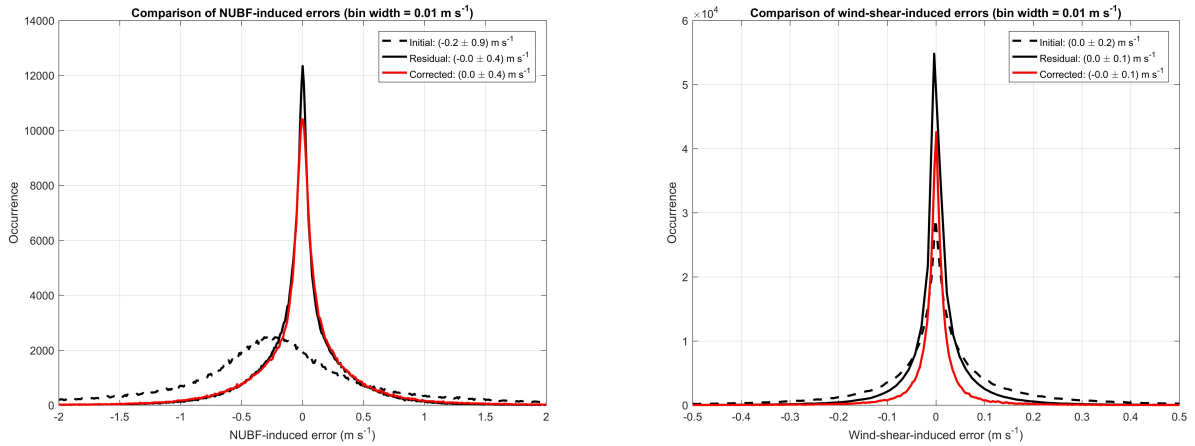 Comparison of NUBF-induced errors (bin width = 0.01 m s⁻¹)
Initial: (-0.2 ± 0.9) m s⁻¹
Residual: (-0.0 ± 0.4) m s⁻¹
Corrected: (0.0 ± 0.4) m s⁻¹
14000
12000
10000
8000
6000
4000
2000
0
Occurrence
-2 -1.5 -1 -0.5 0 0.5 1 1.5 2
NUBF-induced error (m s⁻¹)
×10⁴
Comparison of wind-shear-induced errors (bin width = 0.01 m s⁻¹)
Initial: (0.0 ± 0.2) m s⁻¹
Residual: (0.0 ± 0.1) m s⁻¹
Corrected: (-0.0 ± 0.1) m s⁻¹
6
5
4
3
2
1
0
Occurrence
-0.5 -0.4 -0.3 -0.2 -0.1 0 0.1 0.2 0.3 0.4 0.5
Wind-shear-induced error (m s⁻¹)